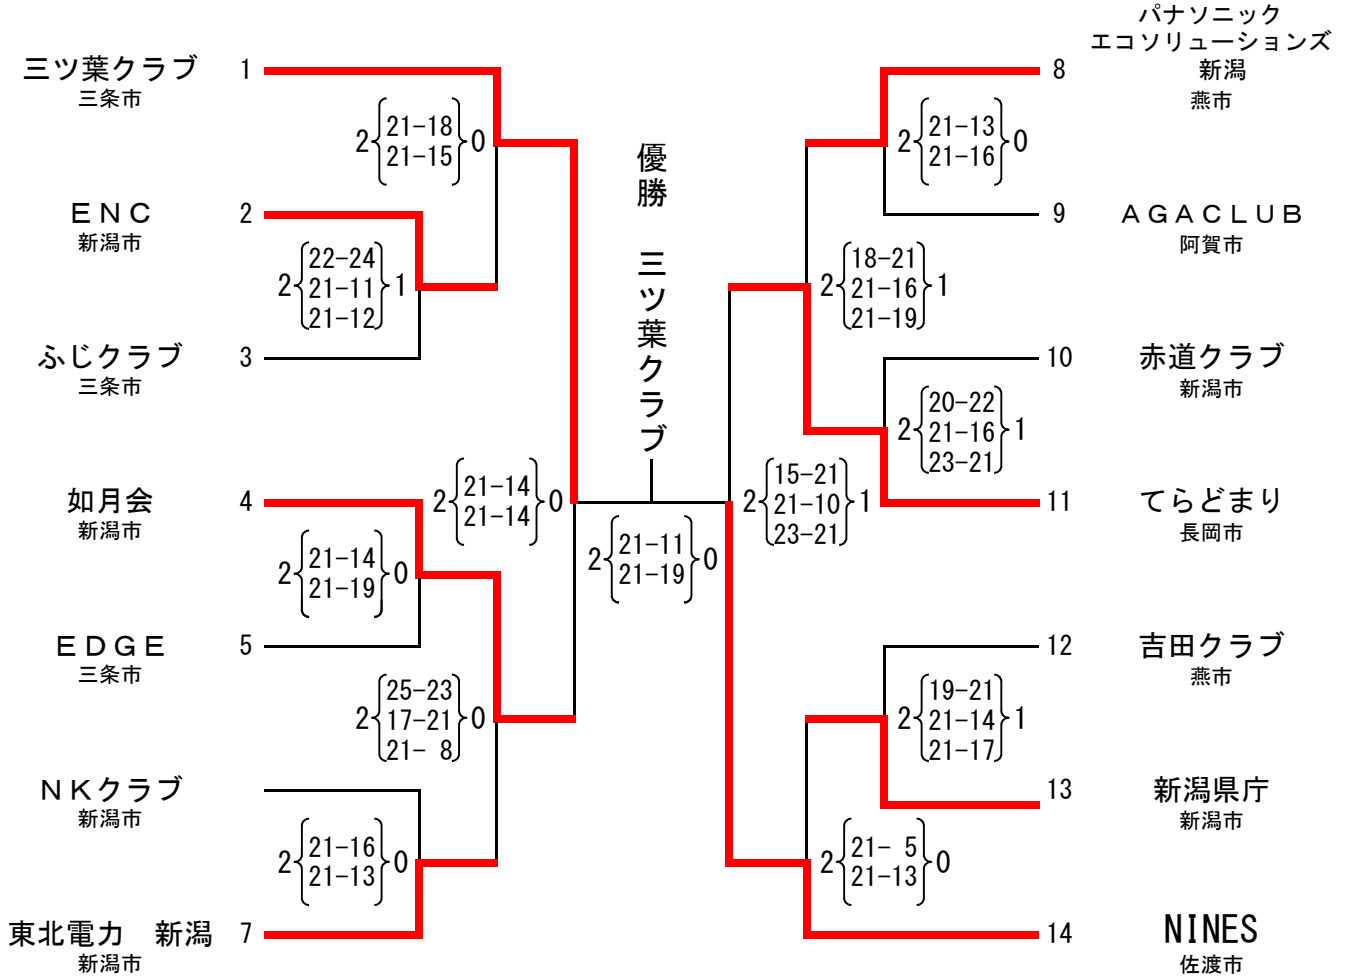 三ツ葉クラブ 1
三条市
2 21-18 0
21-15
ENC 2
新潟市
2 22-24 1
21-11
21-12
ふじクラブ 3
三条市
如月会 4
新潟市
2 21-14 0
21-14
2 21-14 0
21-19
EDGE 5
三条市
2 25-23 0
17-21
21- 8
NKクラブ
新潟市
2 21-16 0
21-13
東北電力 新潟 7
新潟市
優勝 三ツ葉クラブ
2 21-11 0
21-19
パナソニック
エコソリューションズ
8 新潟
燕市
2 21-13 0
21-16
9 AGACLUB
阿賀市
2 18-21 1
21-16
21-19
10 赤道クラブ
新潟市
2 20-22 1
21-16
23-21
11 てらどまり
長岡市
2 15-21 1
21-10
23-21
12 吉田クラブ
燕市
2 19-21 1
21-14
21-17
13 新潟県庁
新潟市
2 21- 5 0
21-13
14 NINES
佐渡市